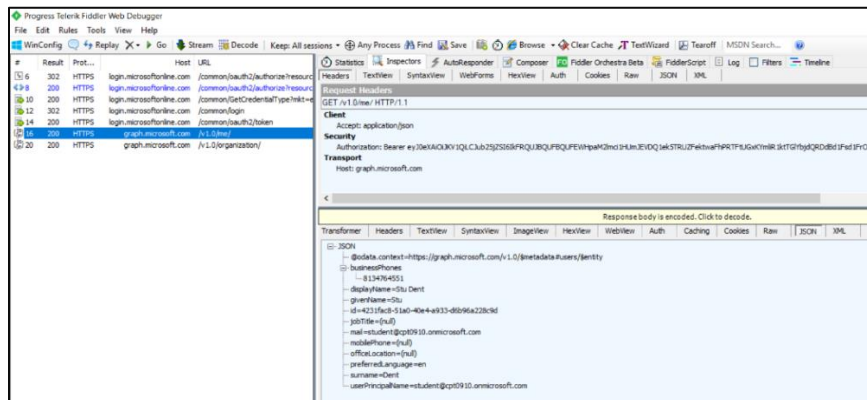 Progress Telerik Fiddler Web Debugger
File Edit Rules Tools View Help
WinConfig Replay X Go Stream Decode Keep: All sessions Any Process Find Save Browse Clear Cache TextWizard Tearoff MSDN Search...
# Result Prot... Host URL
6 302 HTTPS login.microsoftonline.com /common/oauth2/authorize?resourc
8 200 HTTPS login.microsoftonline.com /common/oauth2/authorize?resourc
10 200 HTTPS login.microsoftonline.com /common/GetCredentialType?mkt=e
12 302 HTTPS login.microsoftonline.com /common/login
14 200 HTTPS login.microsoftonline.com /common/oauth2/token
16 200 HTTPS graph.microsoft.com /v1.0/me/
20 200 HTTPS graph.microsoft.com /v1.0/organization/
Statistics Inspectors AutoResponder Composer FO Fiddler Orchestra Beta FiddlerScript Log Filters Timeline
Headers TextView SyntaxView WebForms HexView Auth Cookies Raw JSON XML
Request Headers
GET /v1.0/me/ HTTP/1.1
Client
Accept: application/json
Security
Authorization: Bearer
Transport
Host: graph.microsoft.com
Response body is encoded. Click to decode.
Transformer Headers TextView SyntaxView ImageView HexView WebView Auth Caching Cookies Raw JSON XML
JSON
@odata.context=https://graph.microsoft.com/v1.0/$metadata#users/$entity
businessPhones
8134764551
displayName=Stu Dent
givenName=Stu
id=4231fac8-51a0-40e4-a933-d6b96a228c9d
jobTitle=(null)
mail=student@cpt0910.onmicrosoft.com
mobilePhone=(null)
officeLocation=(null)
preferredLanguage=en
surname=Dent
userPrincipalName=student@cpt0910.onmicrosoft.com